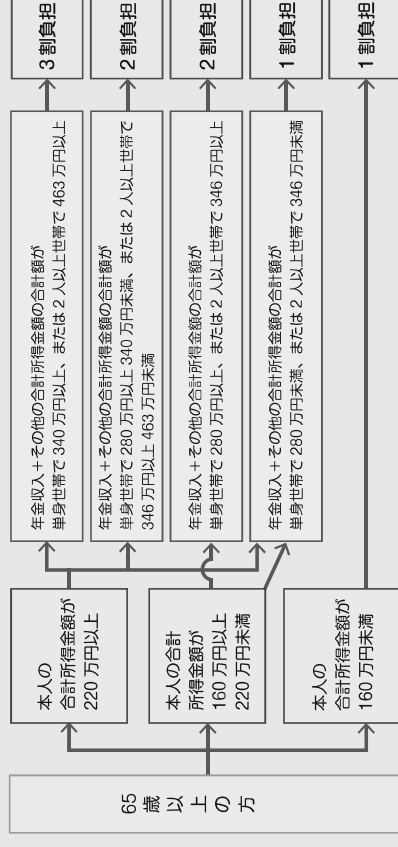 65歳以上の方
本人の
合計所得金額が
220万円以上
本人の合計
所得金額が
160万円以上
220万円未満
本人の
合計所得金額が
160万円未満
年金収入+その他の合計所得金額の合計額が
単身世帯で340万円以上、または2人以上世帯で463万円以上
年金収入+その他の合計所得金額の合計額が
単身世帯で280万円以上340万円未満、または2人以上世帯で
346万円以上463万円未満
年金収入+その他の合計所得金額の合計額が
単身世帯で280万円以上、または2人以上世帯で346万円以上
年金収入+その他の合計所得金額の合計額が
単身世帯で280万円未満、または2人以上世帯で346万円未満
3割負担
2割負担
2割負担
1割負担
1割負担